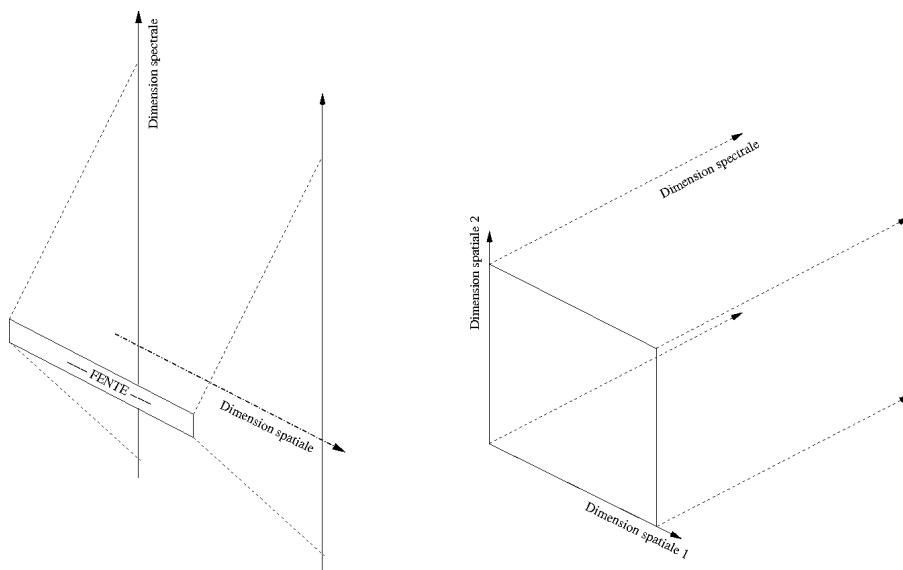 Dimension spectrale
FENTE
Dimension spatiale
Dimension spectrale
Dimension spatiale 2
Dimension spatiale 1